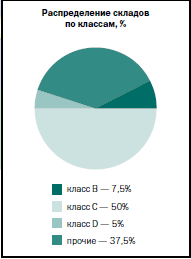 Распределение складов
по классам, %
класс B — 7,5%
класс C — 50%
класс D — 5%
прочие — 37,5%